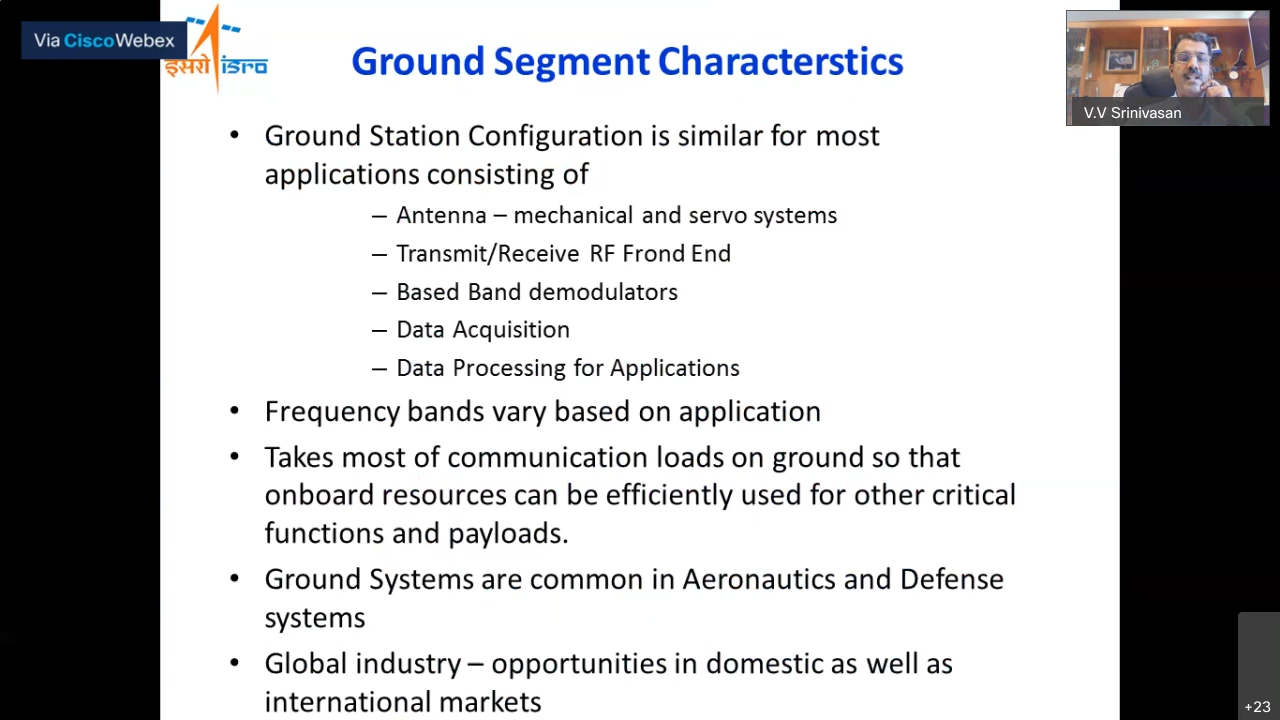 Via CiscoWebex
इसरो isro
Ground Segment Characterstics
V.V Srinivasan
• Ground Station Configuration is similar for most
applications consisting of
– Antenna – mechanical and servo systems
– Transmit/Receive RF Frond End
– Based Band demodulators
– Data Acquisition
– Data Processing for Applications
• Frequency bands vary based on application
• Takes most of communication loads on ground so that
onboard resources can be efficiently used for other critical
functions and payloads.
• Ground Systems are common in Aeronautics and Defense
systems
• Global industry – opportunities in domestic as well as
international markets
+23